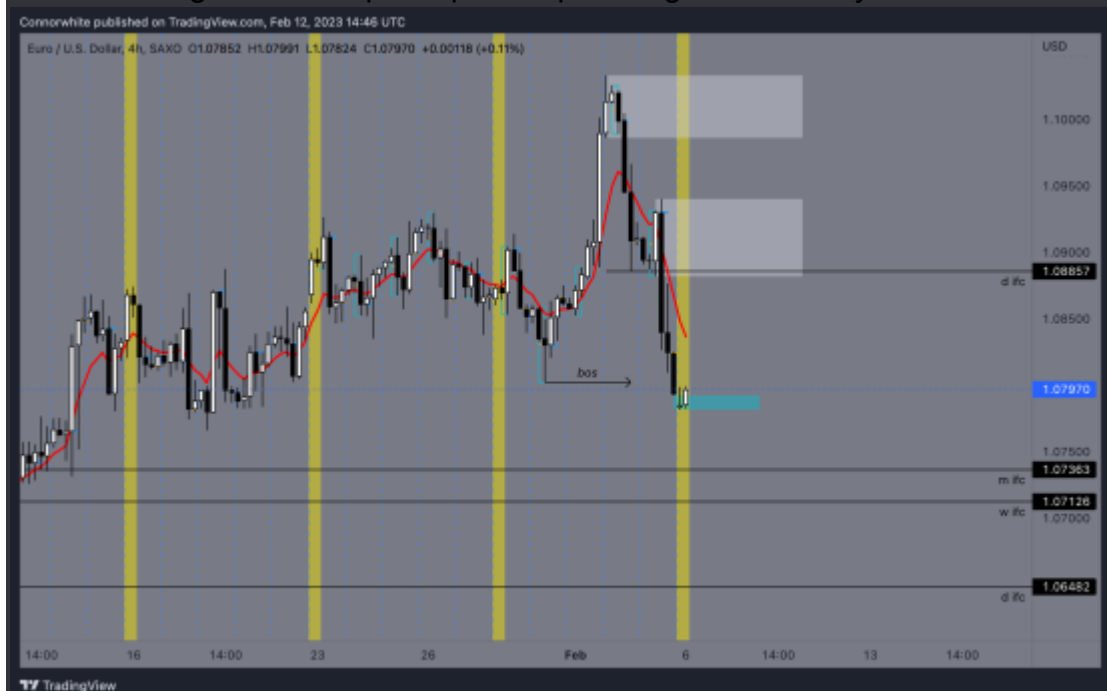 Connorwhite published on TradingView.com, Feb 12, 2023 14:46 UTC
Euro / U.S. Dollar, 4h, SAXO O1.07852 H1.07991 L1.07824 C1.07970 +0.00118 (+0.11%)
USD
1.10000
1.09500
1.09000
1.08857
d ifc
1.08500
bos
1.07970
1.07500
1.07363
m ifc
1.07126
w ifc
1.07000
1.06482
d ifc
14:00 16 14:00 23 26 Feb 6 14:00 13 14:00
TradingView